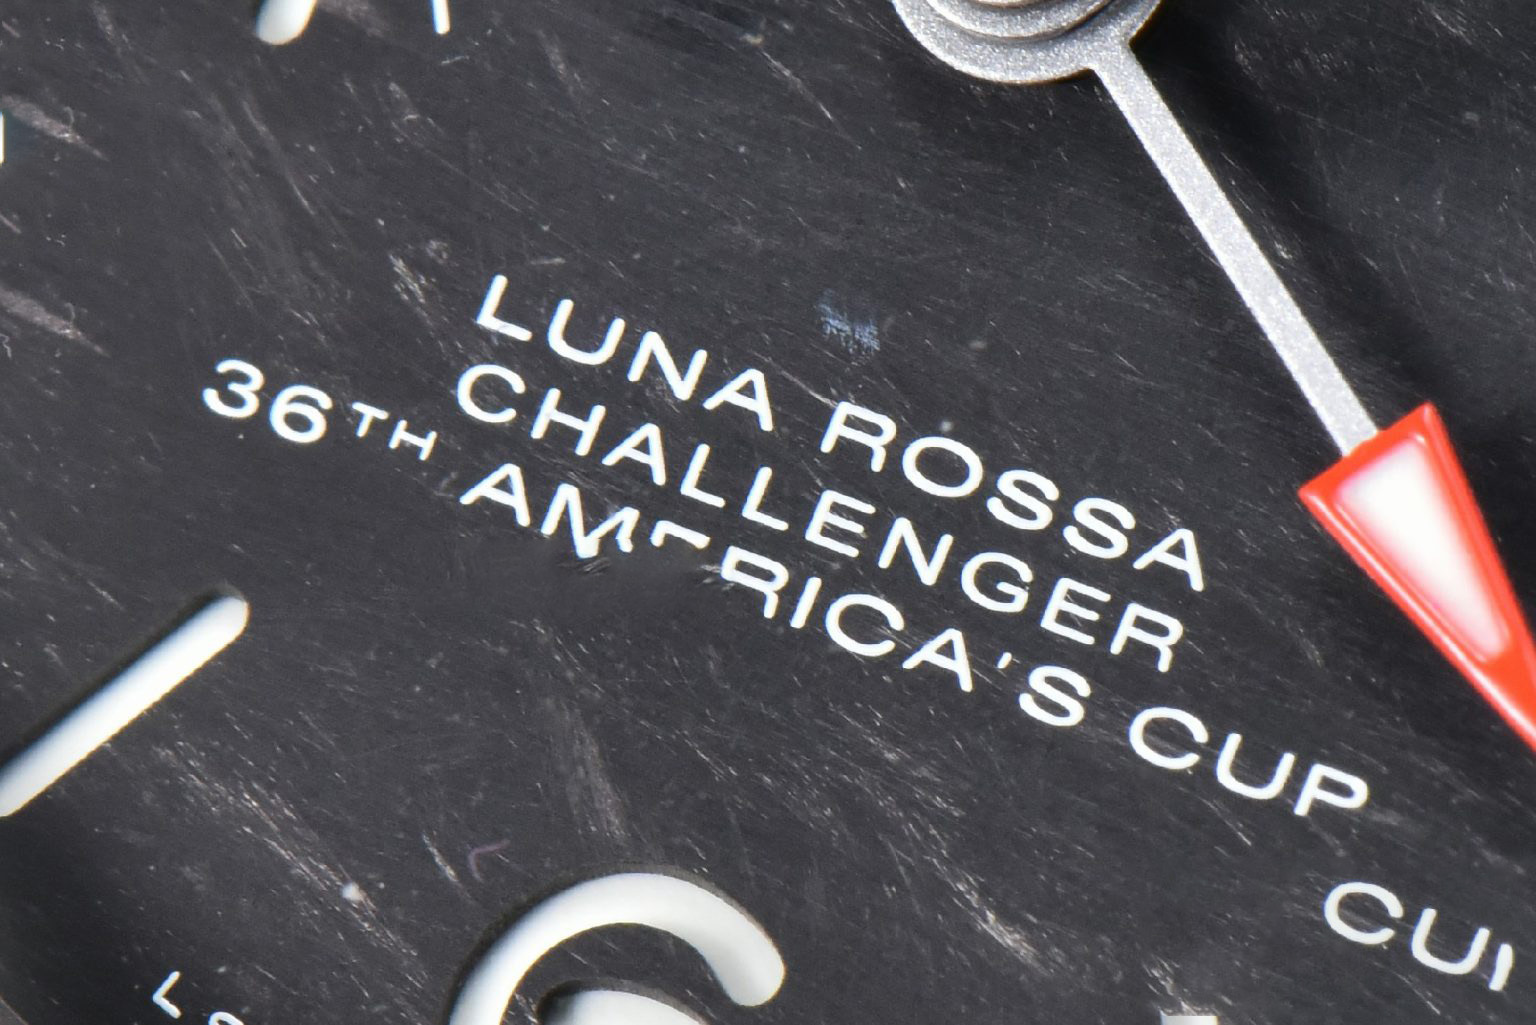 LUNA ROSSA
CHALLENGER
36TH AMERICA'S CUP